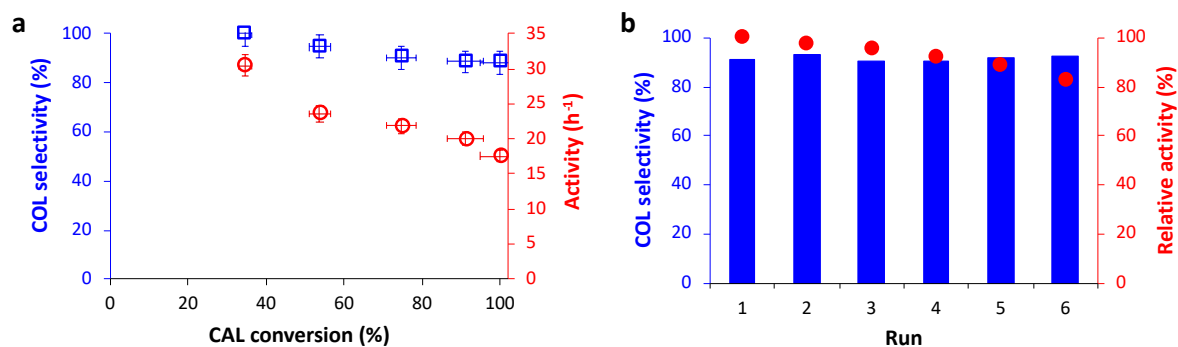 a
COL selectivity (%)
100
80
60
40
20
0
0 20 40 60 80 100
CAL conversion (%)
35
30
25
20
15
10
5
0
Activity (h⁻¹)
b
COL selectivity (%)
100
80
60
40
20
0
1 2 3 4 5 6
Run
100
80
60
40
20
0
Relative activity (%)